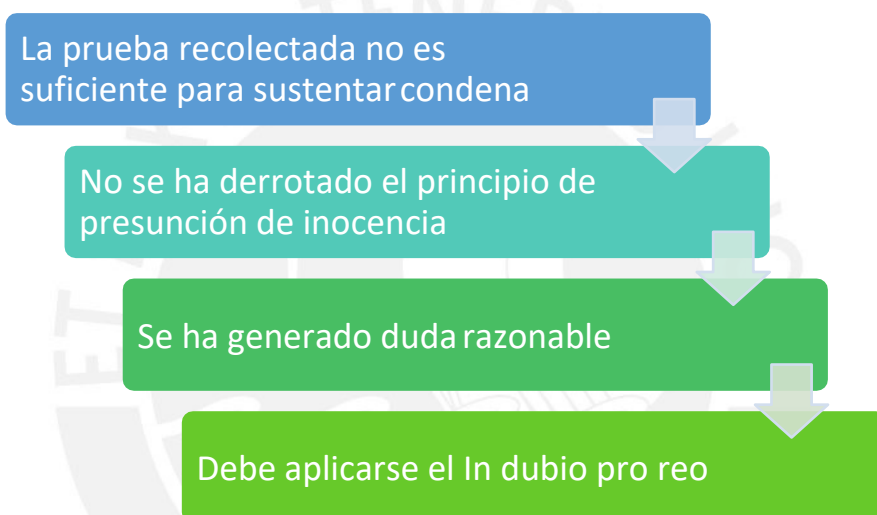 La prueba recolectada no es
suficiente para sustentar condena
No se ha derrotado el principio de
presunción de inocencia
Se ha generado duda razonable
Debe aplicarse el In dubio pro reo